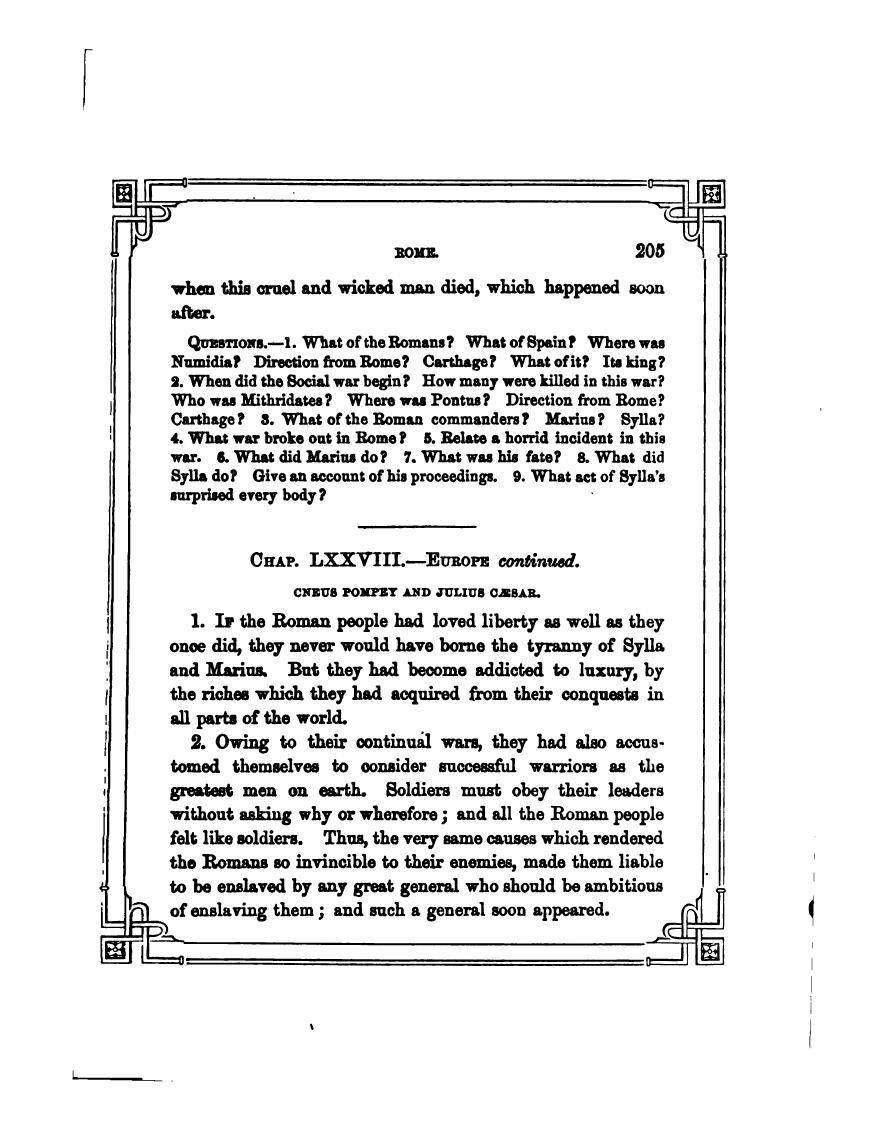 ROME. 205
when this cruel and wicked man died, which happened soon
after.
QUESTIONS.—1. What of the Romans? What of Spain? Where was
Numidia? Direction from Rome? Carthage? What of it? Its king?
2. When did the Social war begin? How many were killed in this war?
Who was Mithridates? Where was Pontus? Direction from Rome?
Carthage? 3. What of the Roman commanders? Marius? Sylla?
4. What war broke out in Rome? 5. Relate a horrid incident in this
war. 6. What did Marius do? 7. What was his fate? 8. What did
Sylla do? Give an account of his proceedings. 9. What act of Sylla's
surprised every body?
CHAP. LXXVIII.—EUROPE continued.
CNEUS POMPEY AND JULIUS CÆSAR.
1. IF the Roman people had loved liberty as well as they
once did, they never would have borne the tyranny of Sylla
and Marius. But they had become addicted to luxury, by
the riches which they had acquired from their conquests in
all parts of the world.
2. Owing to their continual wars, they had also accus-
tomed themselves to consider successful warriors as the
greatest men on earth. Soldiers must obey their leaders
without asking why or wherefore; and all the Roman people
felt like soldiers. Thus, the very same causes which rendered
the Romans so invincible to their enemies, made them liable
to be enslaved by any great general who should be ambitious
of enslaving them; and such a general soon appeared.